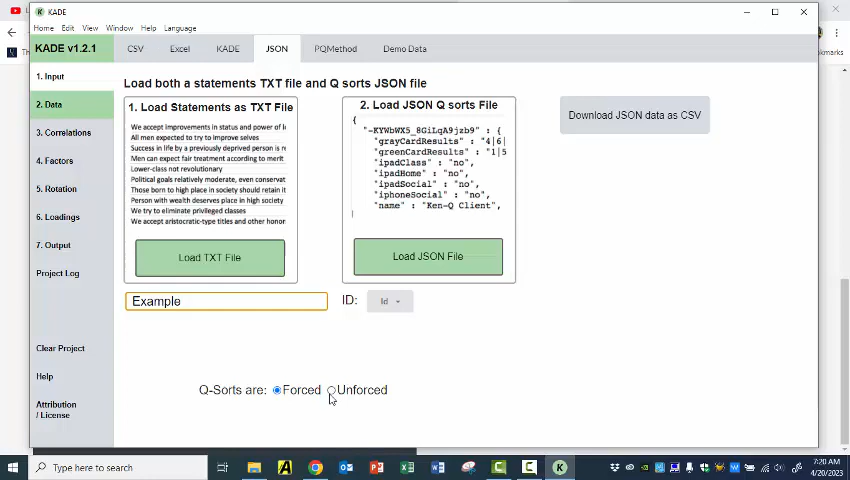 KADE
Home Edit View Window Help Language
KADE v1.2.1
CSV Excel KADE JSON PQMethod Demo Data
1. Input
2. Data
3. Correlations
4. Factors
5. Rotation
6. Loadings
7. Output
Project Log
Clear Project
Help
Attribution
/ License
Load both a statements TXT file and Q sorts JSON file
1. Load Statements as TXT File
We accept improvements in status and power of l
All men expected to try to improve selves
Success in life by a previously deprived person is re
Men can expect fair treatment according to merit
Lower-class not revolutionary
Political goals relatively moderate, even conservat
Those born to high place in society should retain it
Person with wealth deserves place in high society
We try to eliminate privileged classes
We accept aristocratic-type titles and other honor
Load TXT File
2. Load JSON Q sorts File
{
"-KYWbWX5_8GiLqA9jzb9" : {
"grayCardResults" : "4|6|
"greenCardResults" : "1|5
"ipadClass" : "no",
"ipadHome" : "no",
"ipadSocial" : "no",
"iphoneSocial" : "no",
"name" : "Ken-Q Client",
Load JSON File
Download JSON data as CSV
Example
ID: Id
Q-Sorts are: Forced Unforced
okmarks
Type here to search
7:20 AM
4/20/2023